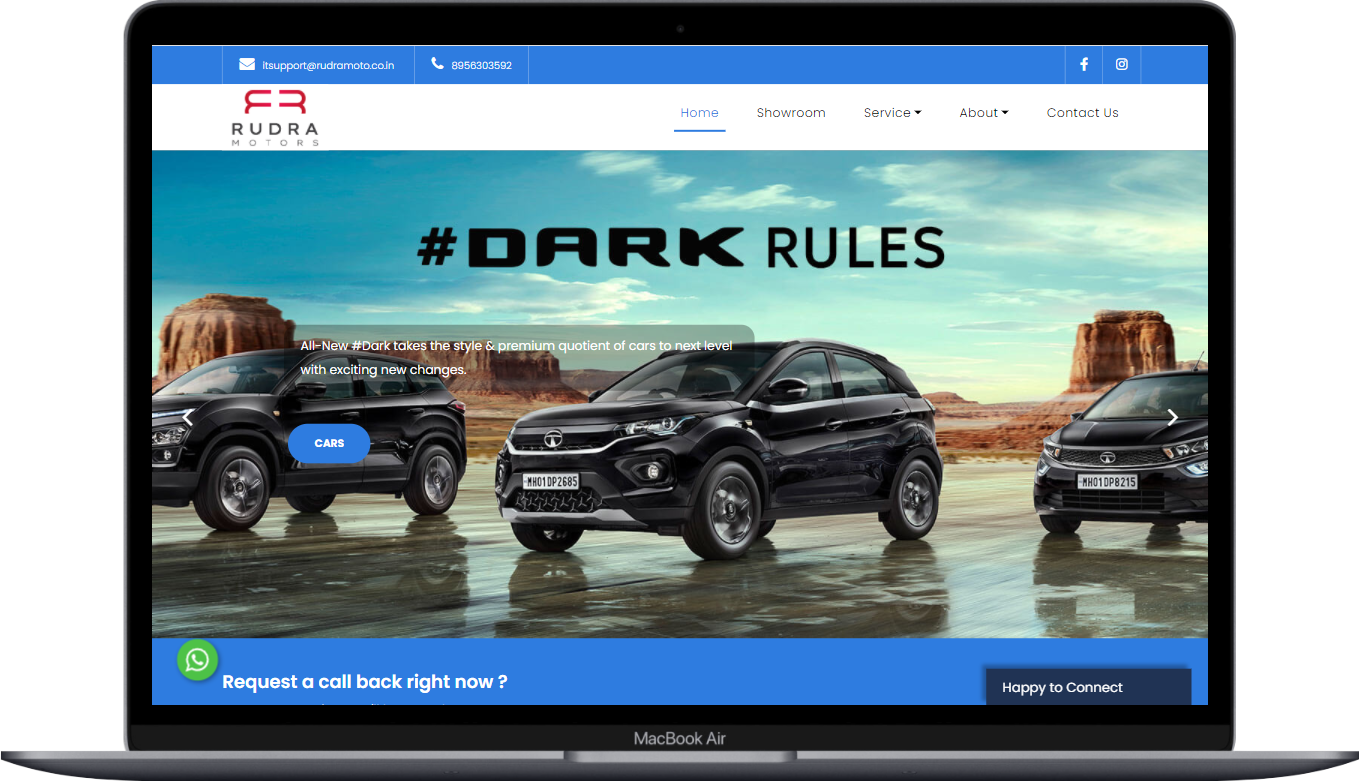 itsupport@rudramoto.co.in
8956303592
RUDRA
MOTORS
Home
Showroom
Service
About
Contact Us
#DARK RULES
All-New #Dark takes the style & premium quotient of cars to next level
with exciting new changes.
CARS
MH01DP2685
MH01DP8215
Request a call back right now ?
Happy to Connect
MacBook Air